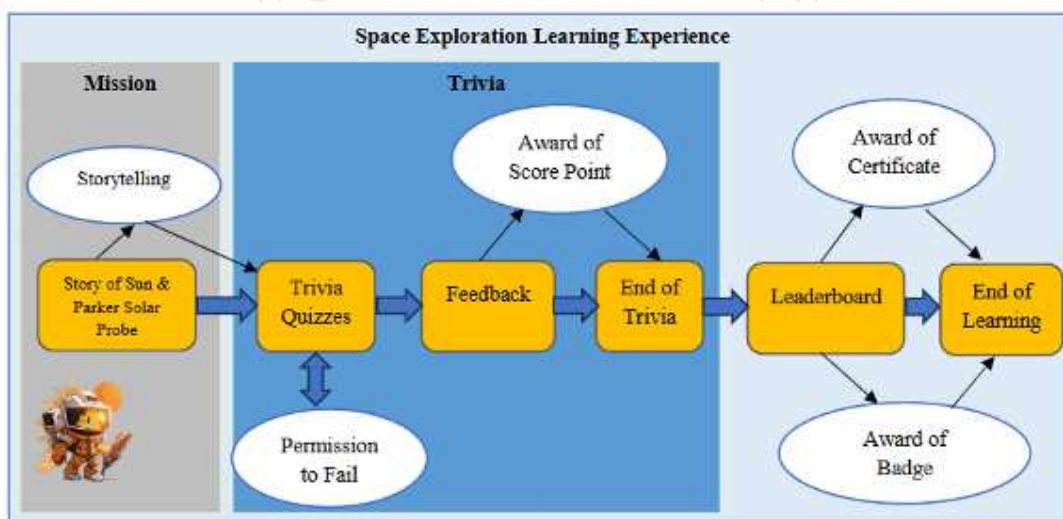 Space Exploration Learning Experience
Mission
Trivia
Storytelling
Award of
Score Point
Award of
Certificate
Story of Sun &
Parker Solar
Probe
Trivia
Quizzes
Feedback
End of
Trivia
Leaderboard
End of
Learning
Permission
to Fail
Award of
Badge